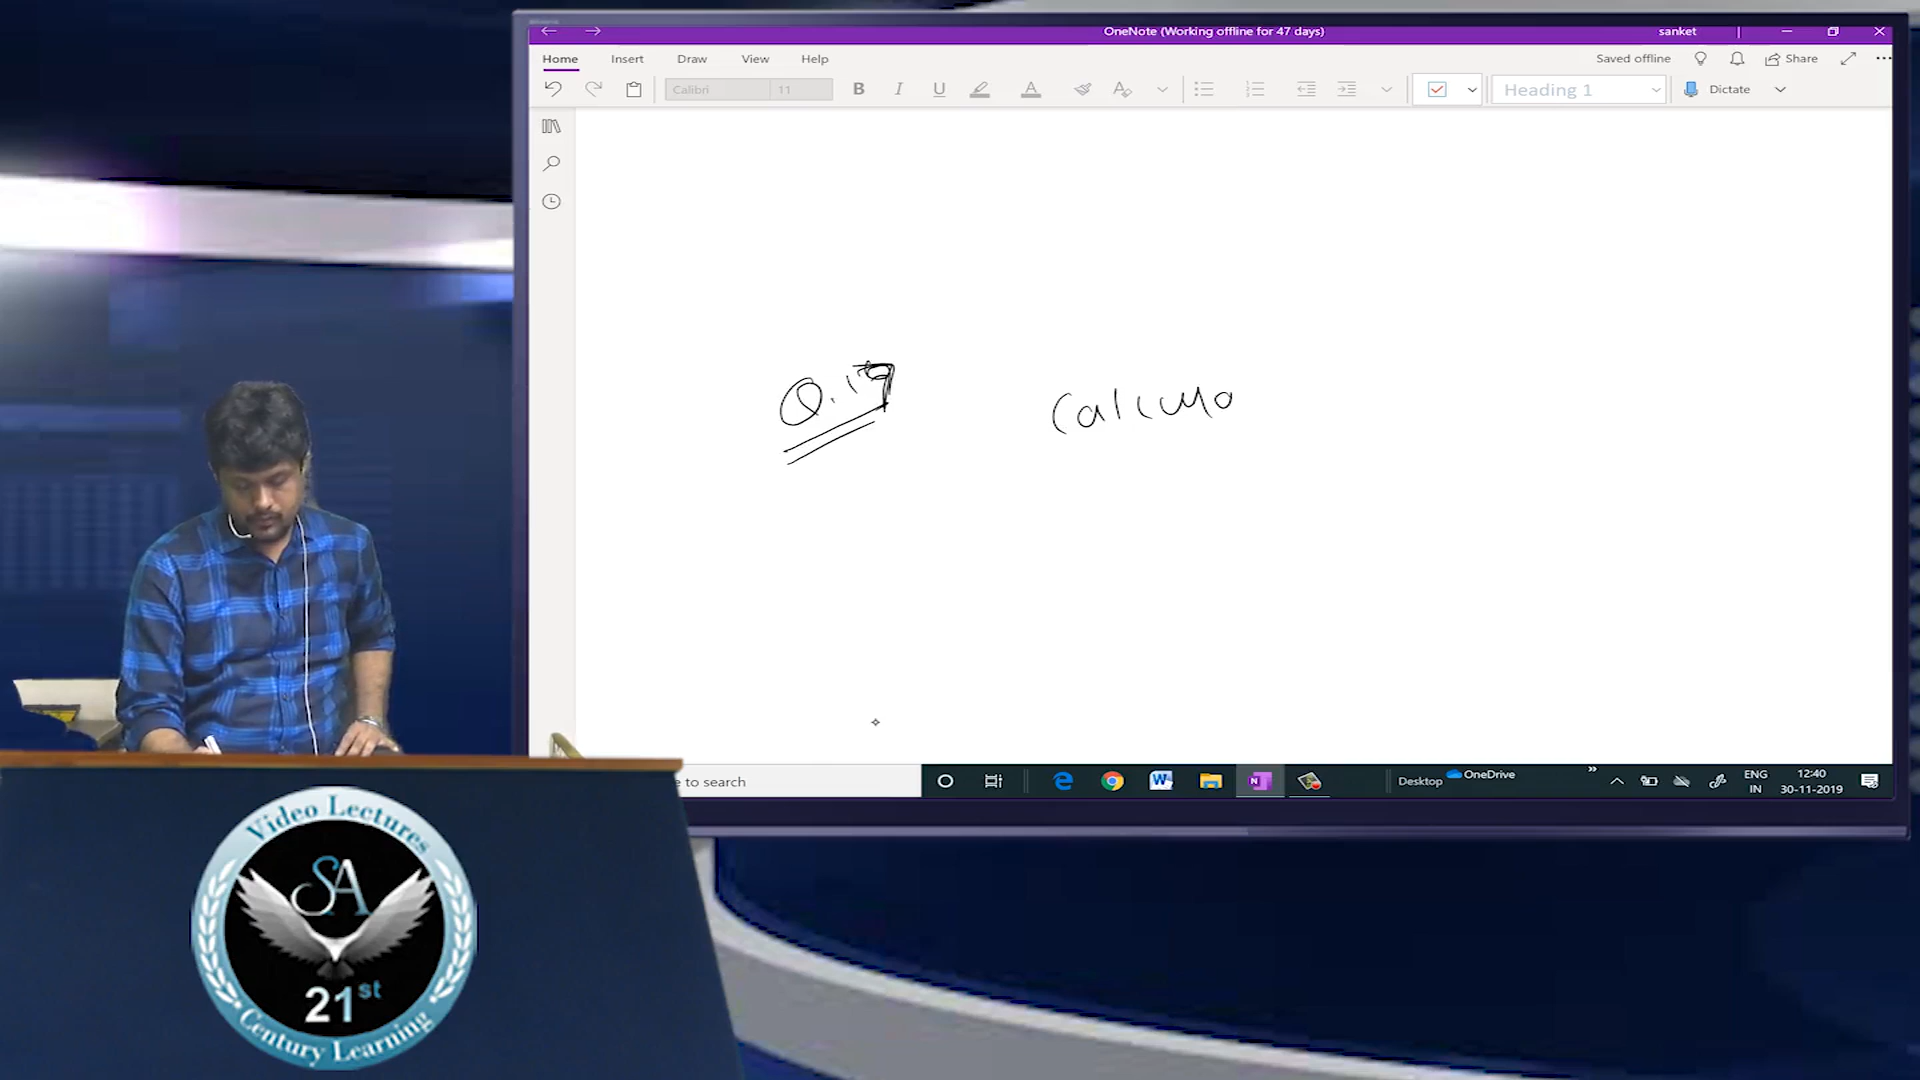 OneNote (Working offline for 47 days)
sanket
Home Insert Draw View Help
Saved offline Share
Calibri 11 B I U A Heading 1 Dictate
Q.19
Calcula
e to search
Desktop OneDrive
ENG
IN
12:40
30-11-2019
N
W
Video Lectures
SA
21st
Century Learning